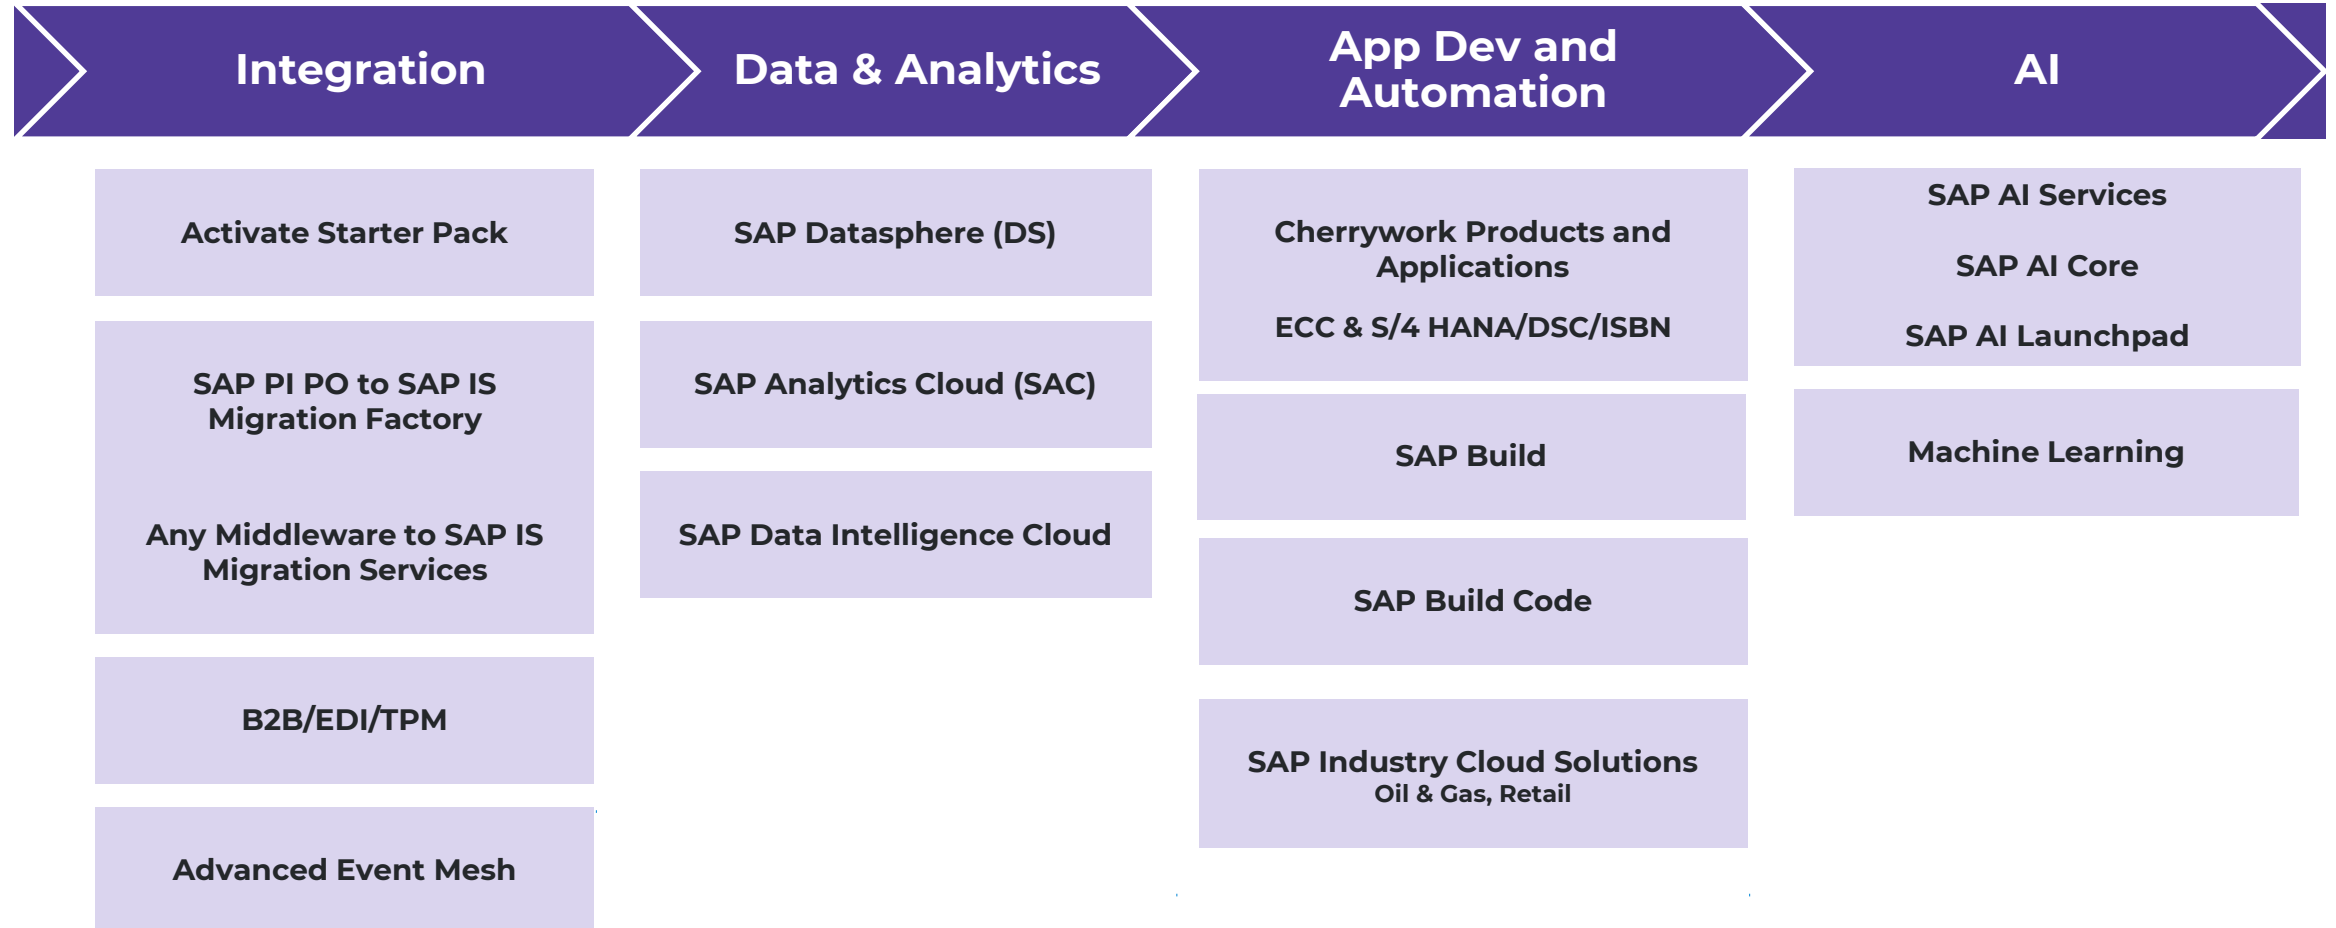 Integration
Data & Analytics
App Dev and
Automation
AI
Activate Starter Pack
SAP PI PO to SAP IS
Migration Factory
Any Middleware to SAP IS
Migration Services
B2B/EDI/TPM
Advanced Event Mesh
SAP Datasphere (DS)
SAP Analytics Cloud (SAC)
SAP Data Intelligence Cloud
Cherrywork Products and
Applications
ECC & S/4 HANA/DSC/ISBN
SAP Build
SAP Build Code
SAP Industry Cloud Solutions
Oil & Gas, Retail
SAP AI Services
SAP AI Core
SAP AI Launchpad
Machine Learning